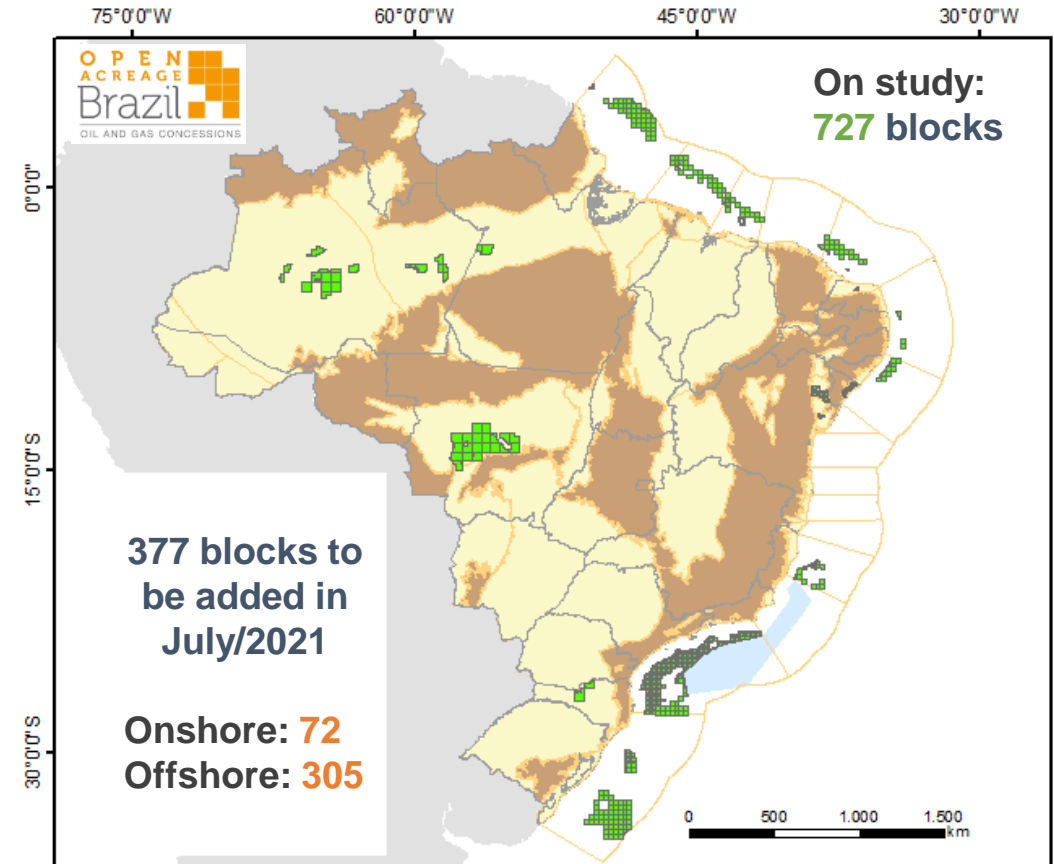 75°0'0"W
60°0'0"W
45°0'0"W
30°0'0"W
OPEN
ACREAGE
Brazil
OIL AND GAS CONCESSIONS
On study:
727 blocks
0°0'0"
15°0'0"S
30°0'0"S
377 blocks to
be added in
July/2021
Onshore: 72
Offshore: 305
0 500 1.000 1.500
km